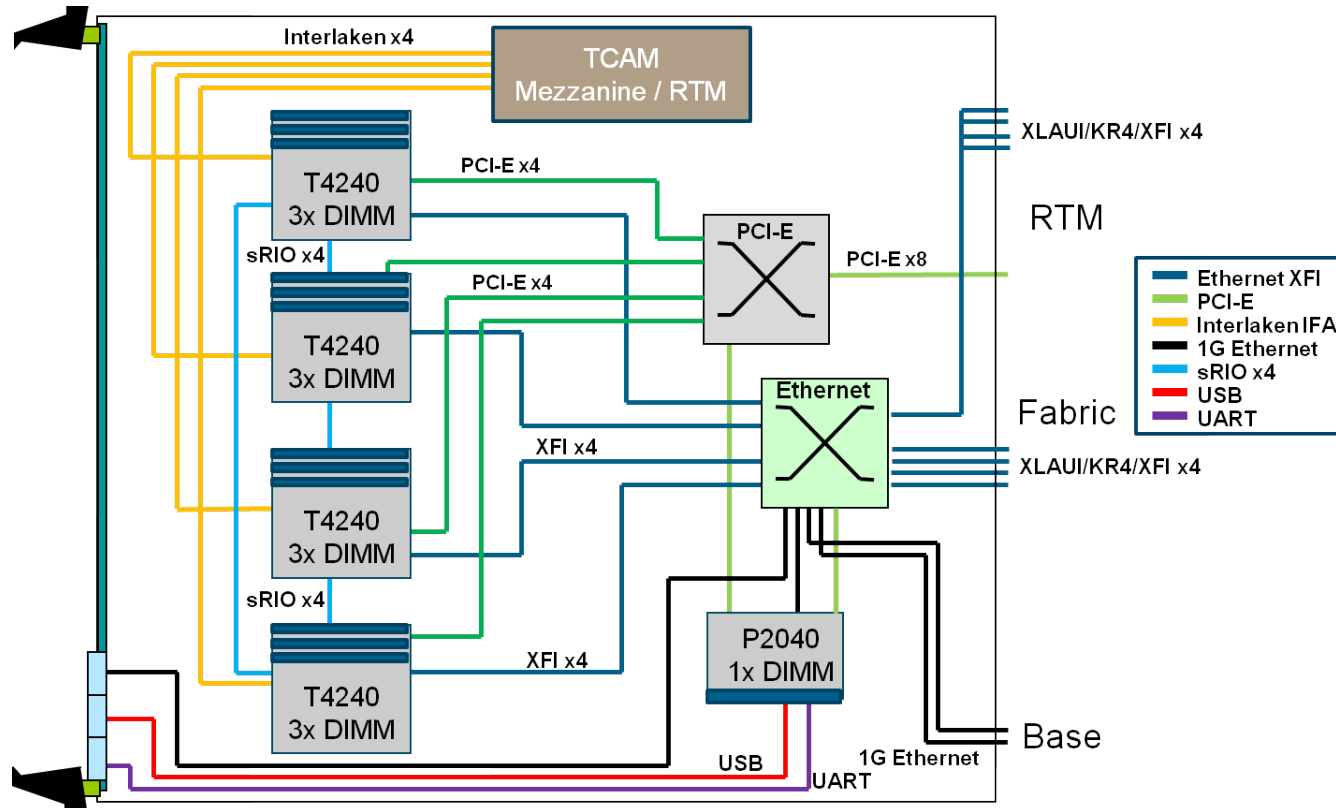 Interlaken x4
TCAM
Mezzanine / RTM
XLAUI/KR4/XFI x4
PCI-E x4
T4240
3x DIMM
RTM
PCI-E
sRIO x4
PCI-E x8
PCI-E x4
Ethernet XFI
PCI-E
Interlaken IFA
1G Ethernet
sRIO x4
USB
UART
T4240
3x DIMM
Ethernet
Fabric
XFI x4
XLAUI/KR4/XFI x4
T4240
3x DIMM
sRIO x4
P2040
1x DIMM
XFI x4
T4240
3x DIMM
Base
1G Ethernet
USB
UART